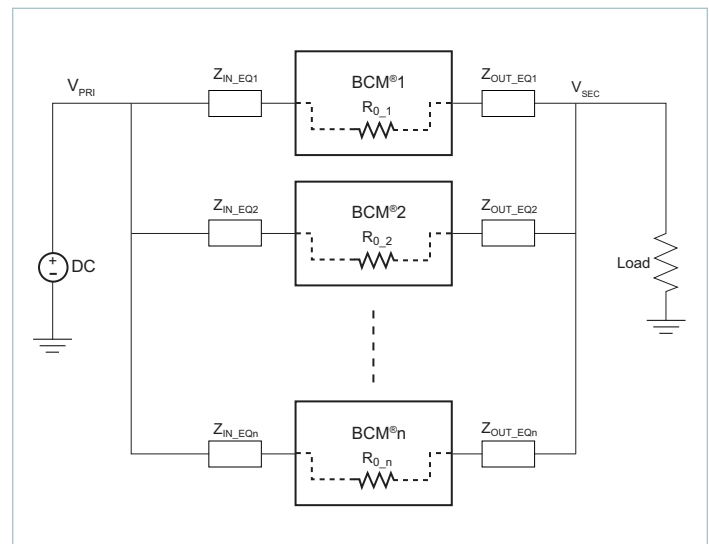 V_PRI
Z_IN_EQ1
BCM®1
R_0_1
Z_OUT_EQ1
V_SEC
Z_IN_EQ2
BCM®2
R_0_2
Z_OUT_EQ2
+
–
DC
Load
Z_IN_EQn
BCM®n
R_0_n
Z_OUT_EQn